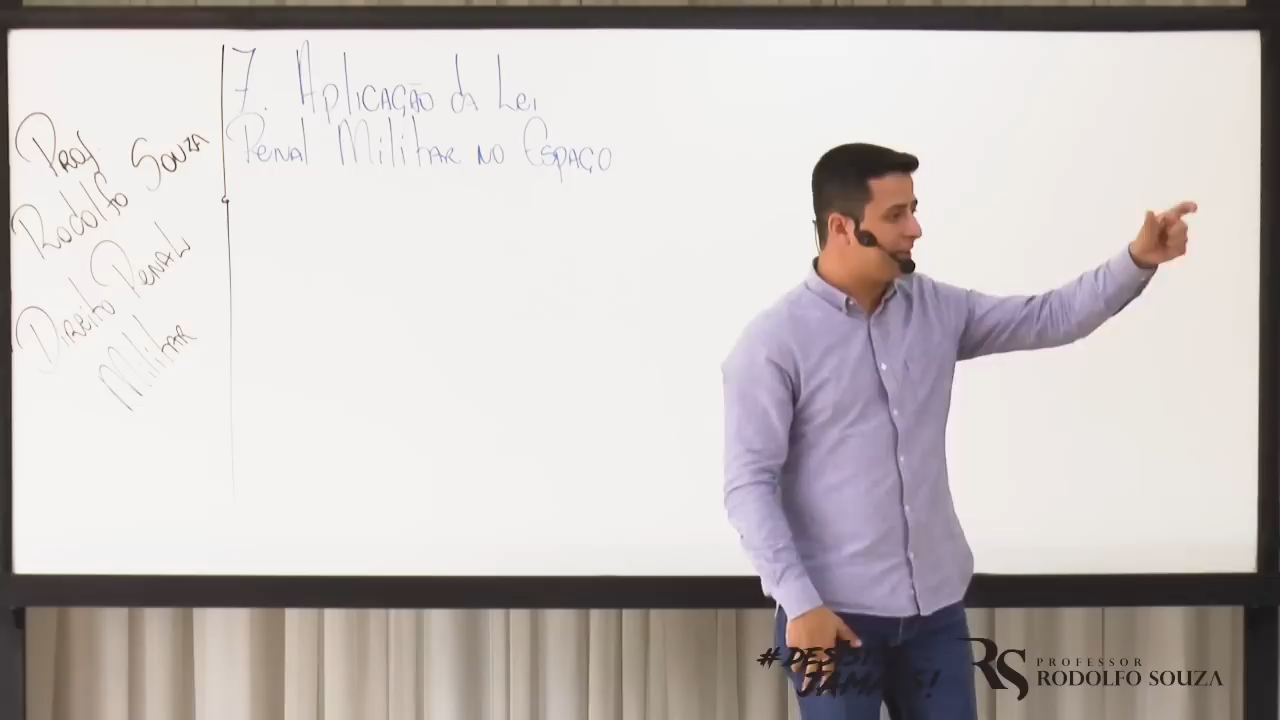 Prof.
Rodolfo Souza
Direito Penal
Militar
7. Aplicação da Lei
Penal Militar no Espaço
#DESIS
JAMAIS!
RS
PROFESSOR
RODOLFO SOUZA